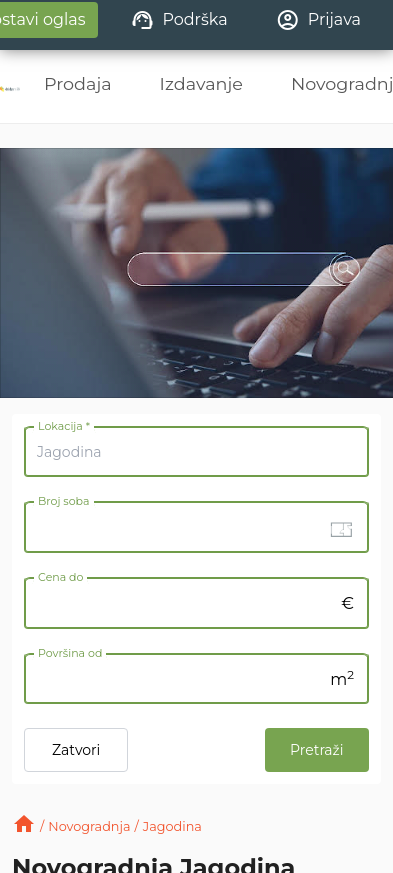 ostavi oglas Podrška Prijava
Prodaja Izdavanje Novogradnj
Lokacija *
Jagodina
Broj soba
Cena do
€
Površina od
m²
Zatvori Pretraži
/ Novogradnja / Jagodina
Novogradnja Jagodina